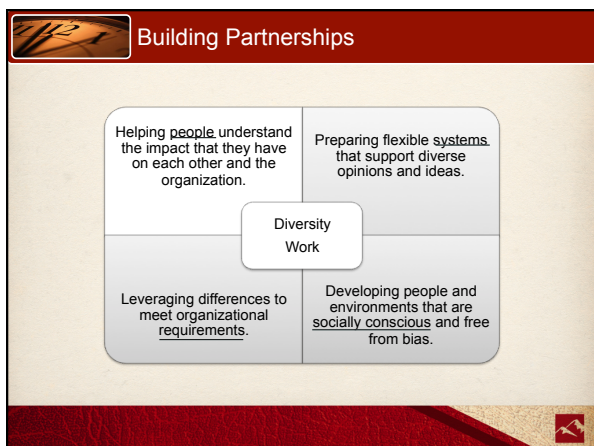 Building Partnerships
Helping people understand
the impact that they have
on each other and the
organization.
Preparing flexible systems
that support diverse
opinions and ideas.
Diversity
Work
Leveraging differences to
meet organizational
requirements.
Developing people and
environments that are
socially conscious and free
from bias.